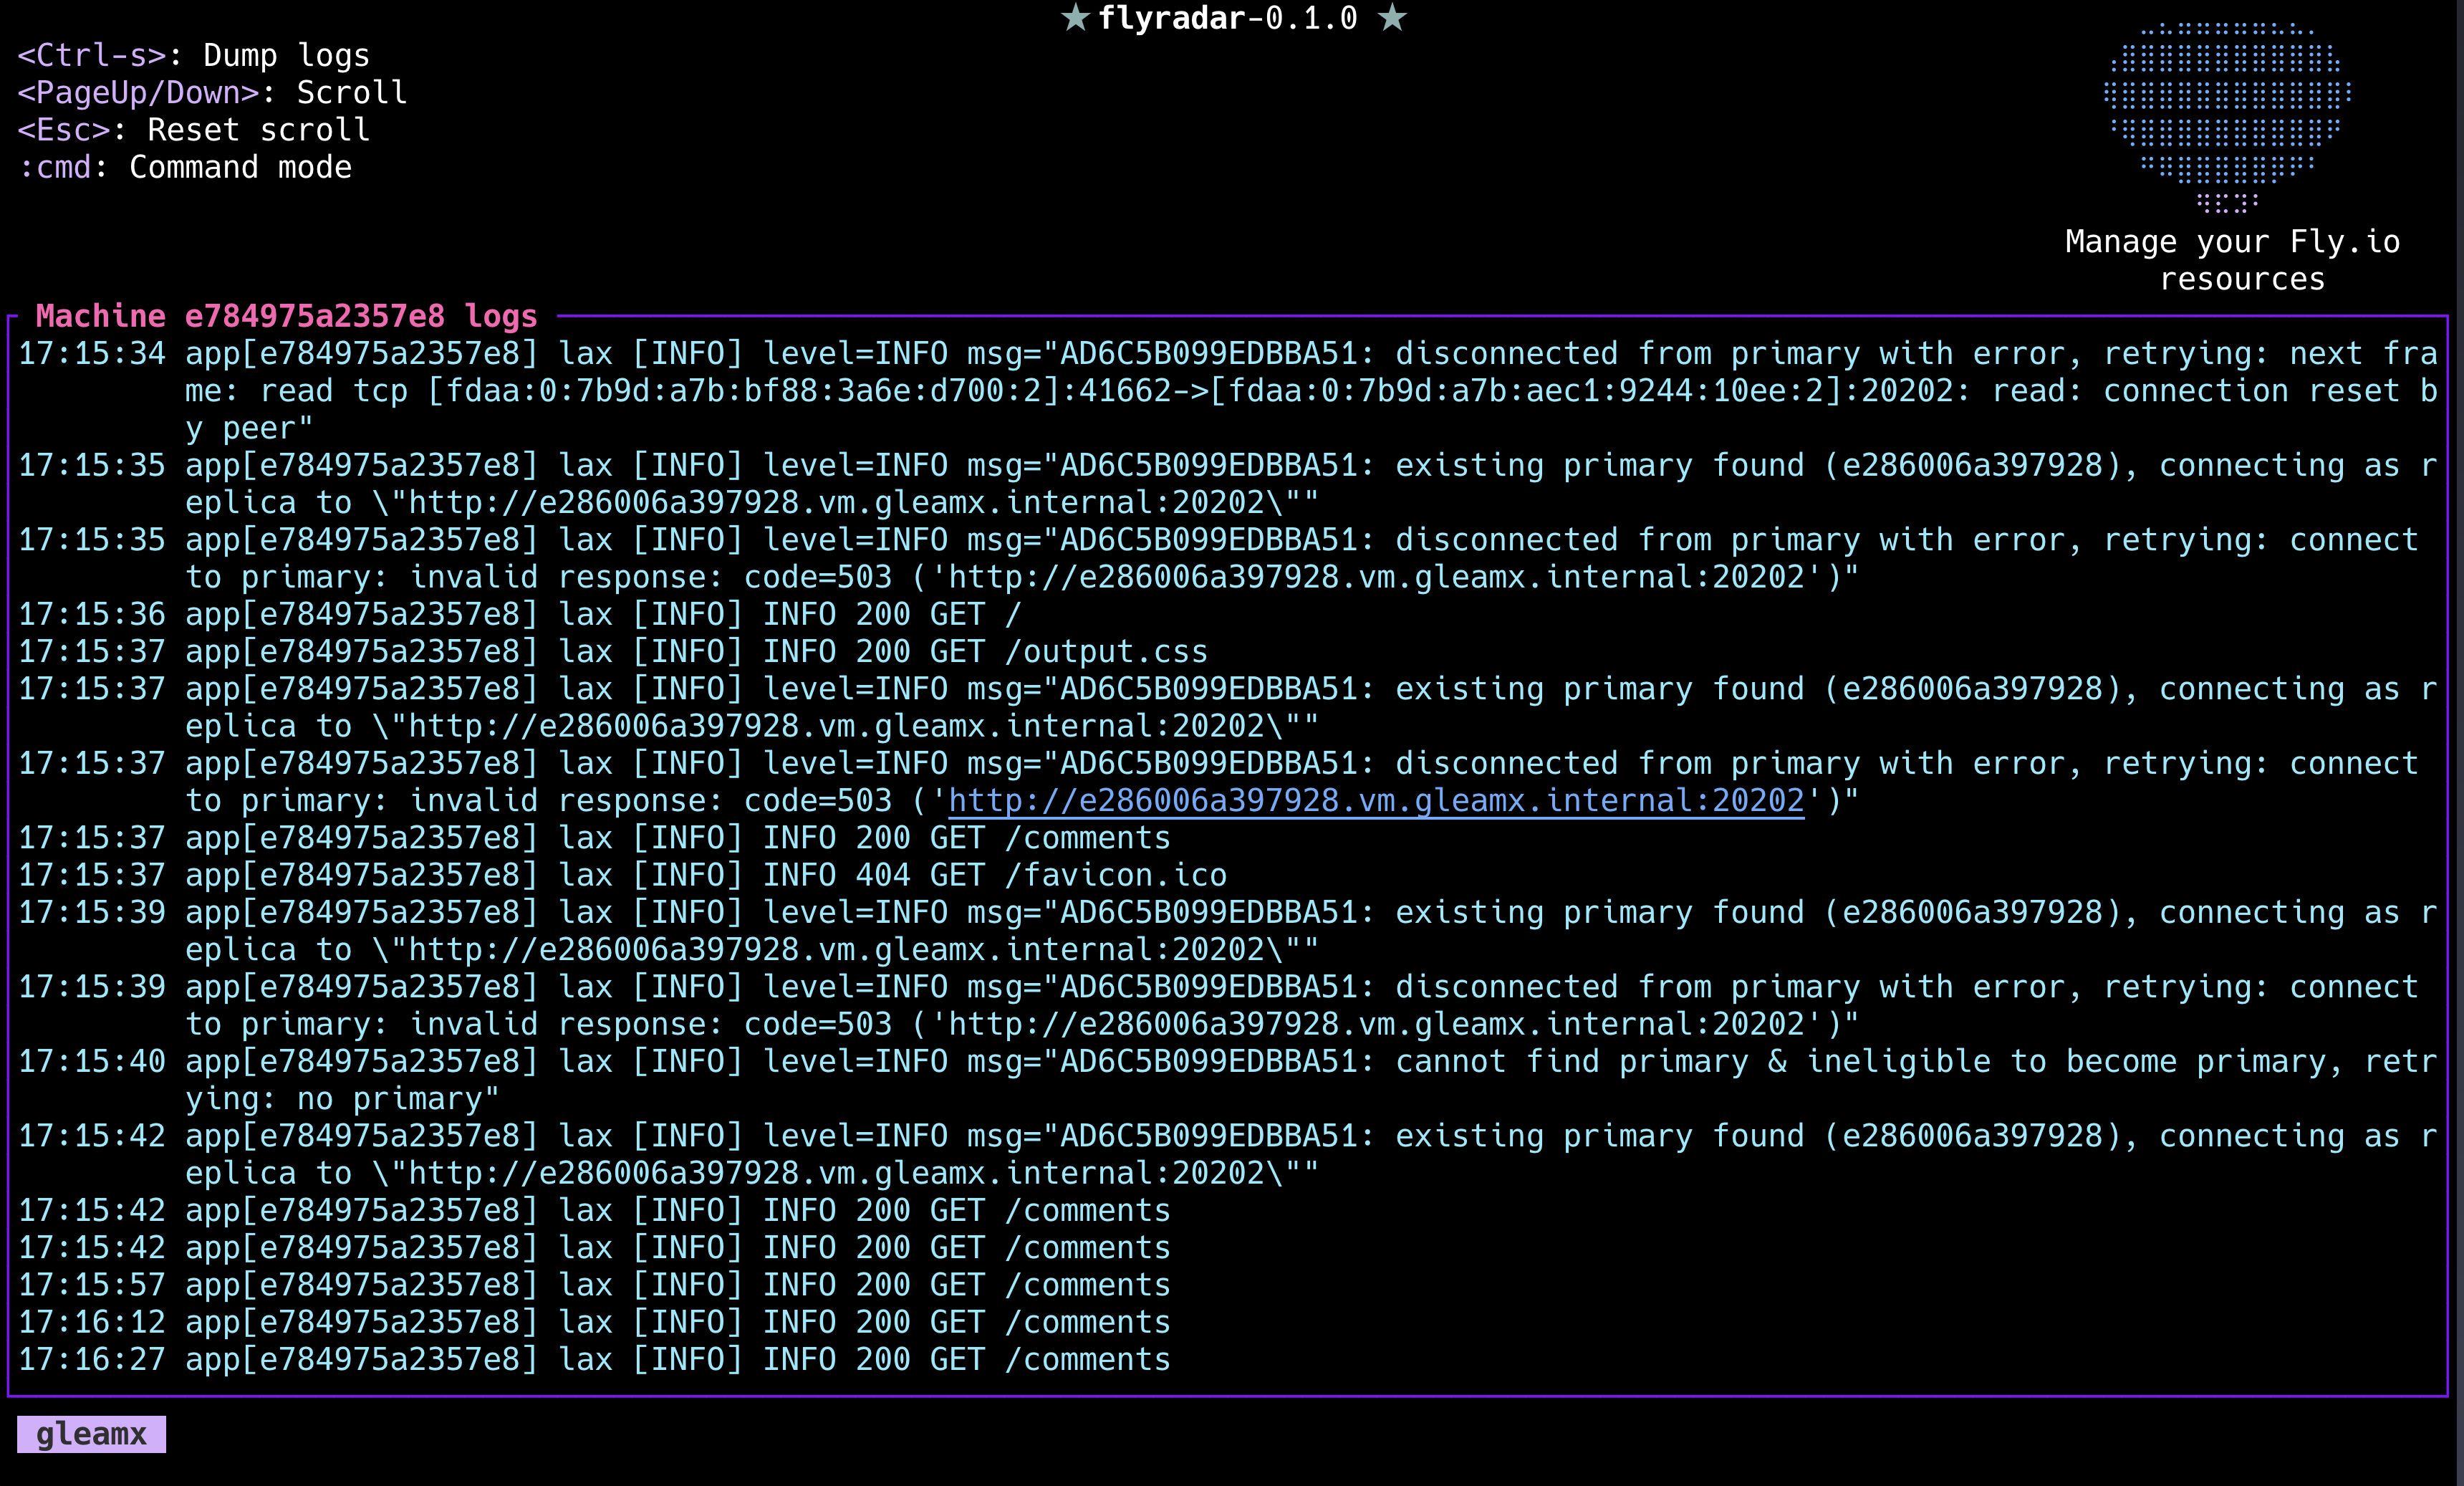 ★ flyradar-0.1.0 ★
<Ctrl-s>: Dump logs
<PageUp/Down>: Scroll
<Esc>: Reset scroll
:cmd: Command mode
Manage your Fly.io
resources
Machine e784975a2357e8 logs
17:15:34 app[e784975a2357e8] lax [INFO] level=INFO msg="AD6C5B099EDBBA51: disconnected from primary with error, retrying: next fra
me: read tcp [fdaa:0:7b9d:a7b:bf88:3a6e:d700:2]:41662->[fdaa:0:7b9d:a7b:aec1:9244:10ee:2]:20202: read: connection reset b
y peer"
17:15:35 app[e784975a2357e8] lax [INFO] level=INFO msg="AD6C5B099EDBBA51: existing primary found (e286006a397928), connecting as r
eplica to \"http://e286006a397928.vm.gleamx.internal:20202\""
17:15:35 app[e784975a2357e8] lax [INFO] level=INFO msg="AD6C5B099EDBBA51: disconnected from primary with error, retrying: connect
to primary: invalid response: code=503 ('http://e286006a397928.vm.gleamx.internal:20202')"
17:15:36 app[e784975a2357e8] lax [INFO] INFO 200 GET /
17:15:37 app[e784975a2357e8] lax [INFO] INFO 200 GET /output.css
17:15:37 app[e784975a2357e8] lax [INFO] level=INFO msg="AD6C5B099EDBBA51: existing primary found (e286006a397928), connecting as r
eplica to \"http://e286006a397928.vm.gleamx.internal:20202\""
17:15:37 app[e784975a2357e8] lax [INFO] level=INFO msg="AD6C5B099EDBBA51: disconnected from primary with error, retrying: connect
to primary: invalid response: code=503 ('http://e286006a397928.vm.gleamx.internal:20202')"
17:15:37 app[e784975a2357e8] lax [INFO] INFO 200 GET /comments
17:15:37 app[e784975a2357e8] lax [INFO] INFO 404 GET /favicon.ico
17:15:39 app[e784975a2357e8] lax [INFO] level=INFO msg="AD6C5B099EDBBA51: existing primary found (e286006a397928), connecting as r
eplica to \"http://e286006a397928.vm.gleamx.internal:20202\""
17:15:39 app[e784975a2357e8] lax [INFO] level=INFO msg="AD6C5B099EDBBA51: disconnected from primary with error, retrying: connect
to primary: invalid response: code=503 ('http://e286006a397928.vm.gleamx.internal:20202')"
17:15:40 app[e784975a2357e8] lax [INFO] level=INFO msg="AD6C5B099EDBBA51: cannot find primary & ineligible to become primary, retr
ying: no primary"
17:15:42 app[e784975a2357e8] lax [INFO] level=INFO msg="AD6C5B099EDBBA51: existing primary found (e286006a397928), connecting as r
eplica to \"http://e286006a397928.vm.gleamx.internal:20202\""
17:15:42 app[e784975a2357e8] lax [INFO] INFO 200 GET /comments
17:15:42 app[e784975a2357e8] lax [INFO] INFO 200 GET /comments
17:15:57 app[e784975a2357e8] lax [INFO] INFO 200 GET /comments
17:16:12 app[e784975a2357e8] lax [INFO] INFO 200 GET /comments
17:16:27 app[e784975a2357e8] lax [INFO] INFO 200 GET /comments
gleamx